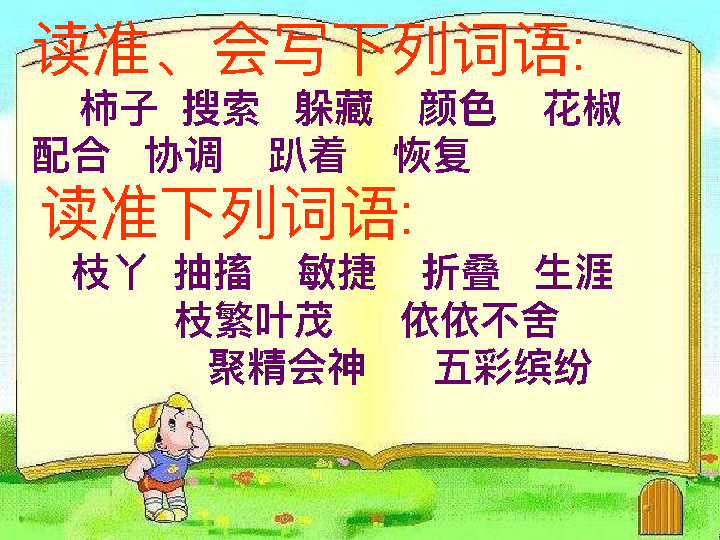 读准、会写下列词语:
柿子 搜索 躲藏 颜色 花椒
配合 协调 趴着 恢复
读准下列词语:
枝丫 抽搐 敏捷 折叠 生涯
枝繁叶茂 依依不舍
聚精会神 五彩缤纷